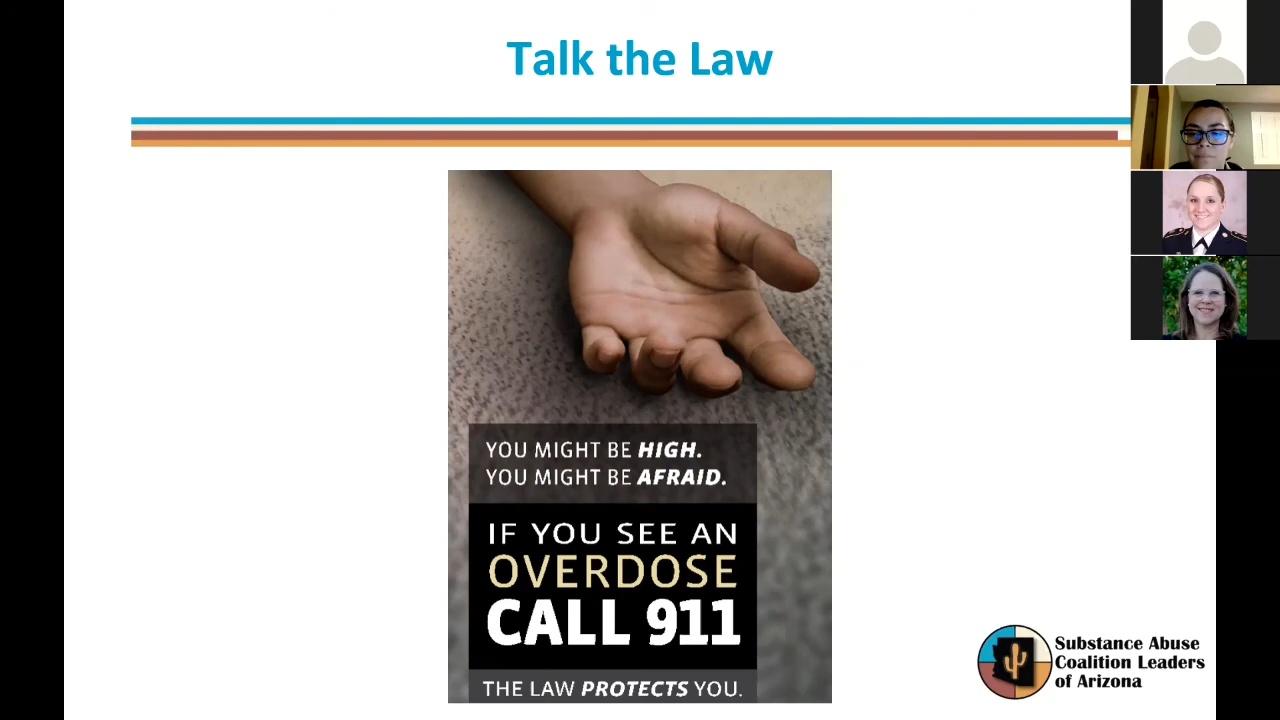 Talk the Law
YOU MIGHT BE HIGH.
YOU MIGHT BE AFRAID.
IF YOU SEE AN
OVERDOSE
CALL 911
THE LAW PROTECTS YOU.
Substance Abuse
Coalition Leaders
of Arizona